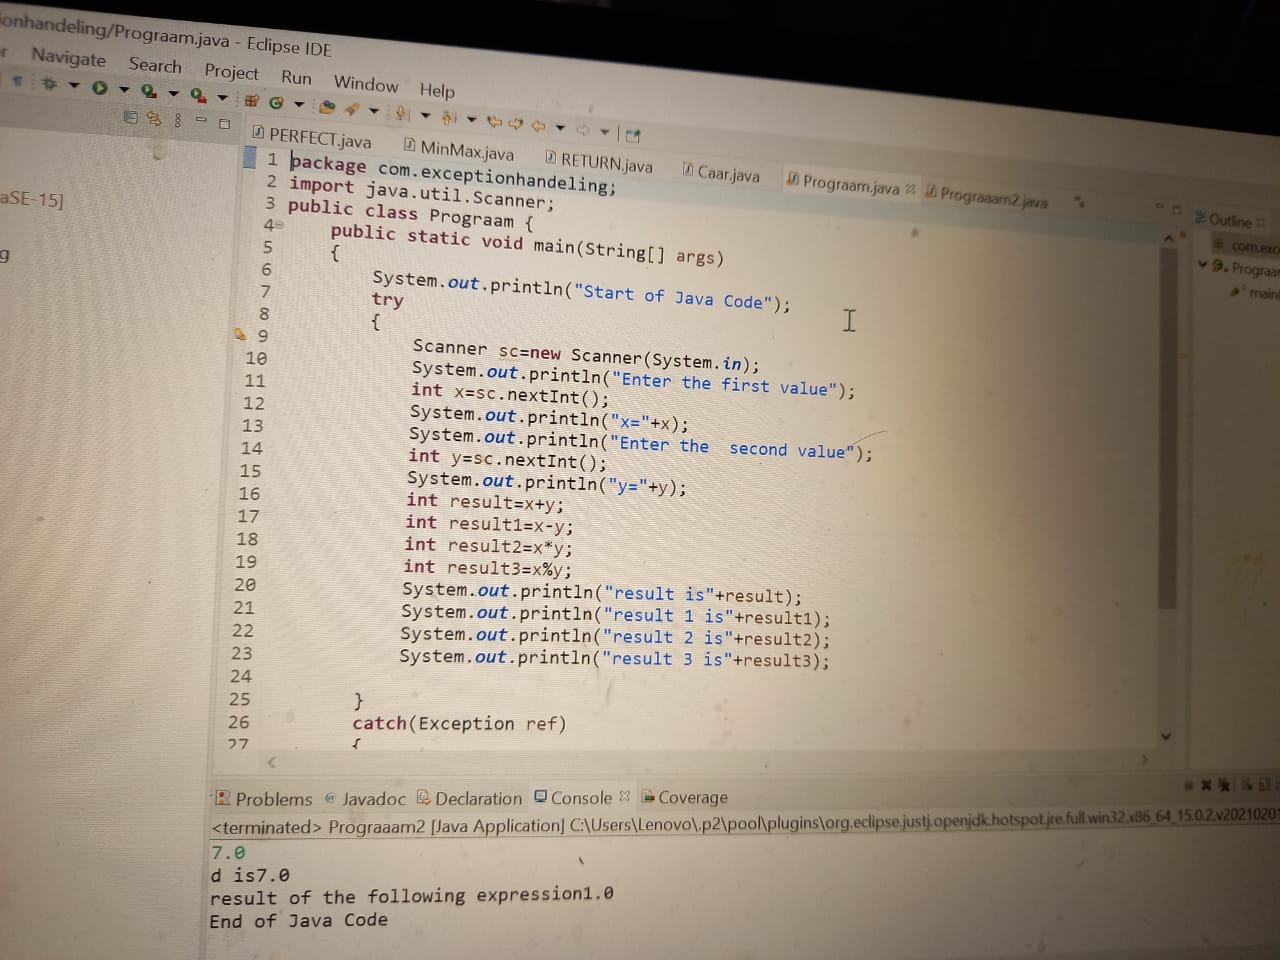 ionhandeling/Prograam.java - Eclipse IDE
Navigate Search Project Run Window Help
PERFECT.java MinMax.java RETURN.java Caar.java Prograam.java Prograaam2.java
aSE-15]
g
1 package com.exceptionhandeling;
2 import java.util.Scanner;
3 public class Prograam {
4 public static void main(String[] args)
5 {
6 System.out.println("Start of Java Code");
7 try
8 {
9 Scanner sc=new Scanner(System.in);
10 System.out.println("Enter the first value");
11 int x=sc.nextInt();
12 System.out.println("x="+x);
13 System.out.println("Enter the  second value");
14 int y=sc.nextInt();
15 System.out.println("y="+y);
16 int result=x+y;
17 int result1=x-y;
18 int result2=x*y;
19 int result3=x%y;
20 System.out.println("result is"+result);
21 System.out.println("result 1 is"+result1);
22 System.out.println("result 2 is"+result2);
23 System.out.println("result 3 is"+result3);
24
25 }
26 catch(Exception ref)
27 {
Outline
com.exc
Prograam
main
Problems @ Javadoc Declaration Console Coverage
<terminated> Prograaam2 [Java Application] C:\Users\Lenovo\.p2\pool\plugins\org.eclipse.justj.openjdk.hotspot.jre.full.win32.x86_64_15.0.2.v2021020
7.0
d is7.0
result of the following expression1.0
End of Java Code